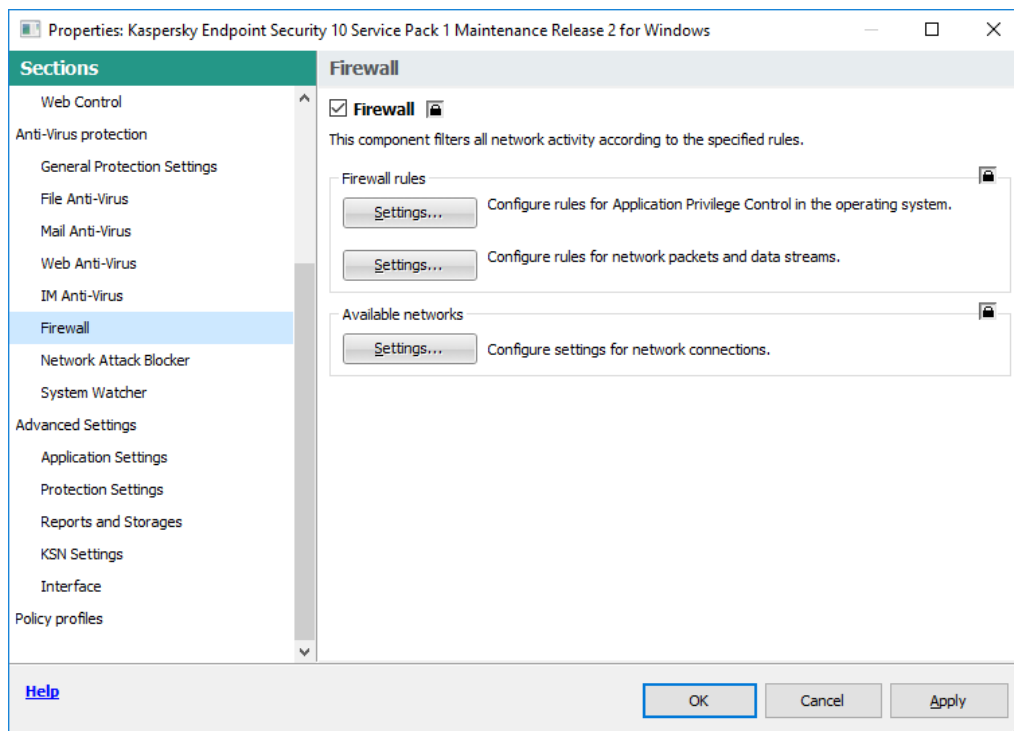 Properties: Kaspersky Endpoint Security 10 Service Pack 1 Maintenance Release 2 for Windows
Sections
Web Control
Anti-Virus protection
General Protection Settings
File Anti-Virus
Mail Anti-Virus
Web Anti-Virus
IM Anti-Virus
Firewall
Network Attack Blocker
System Watcher
Advanced Settings
Application Settings
Protection Settings
Reports and Storages
KSN Settings
Interface
Policy profiles
Firewall
Firewall
This component filters all network activity according to the specified rules.
Firewall rules
Settings... Configure rules for Application Privilege Control in the operating system.
Settings... Configure rules for network packets and data streams.
Available networks
Settings... Configure settings for network connections.
Help
OK Cancel Apply